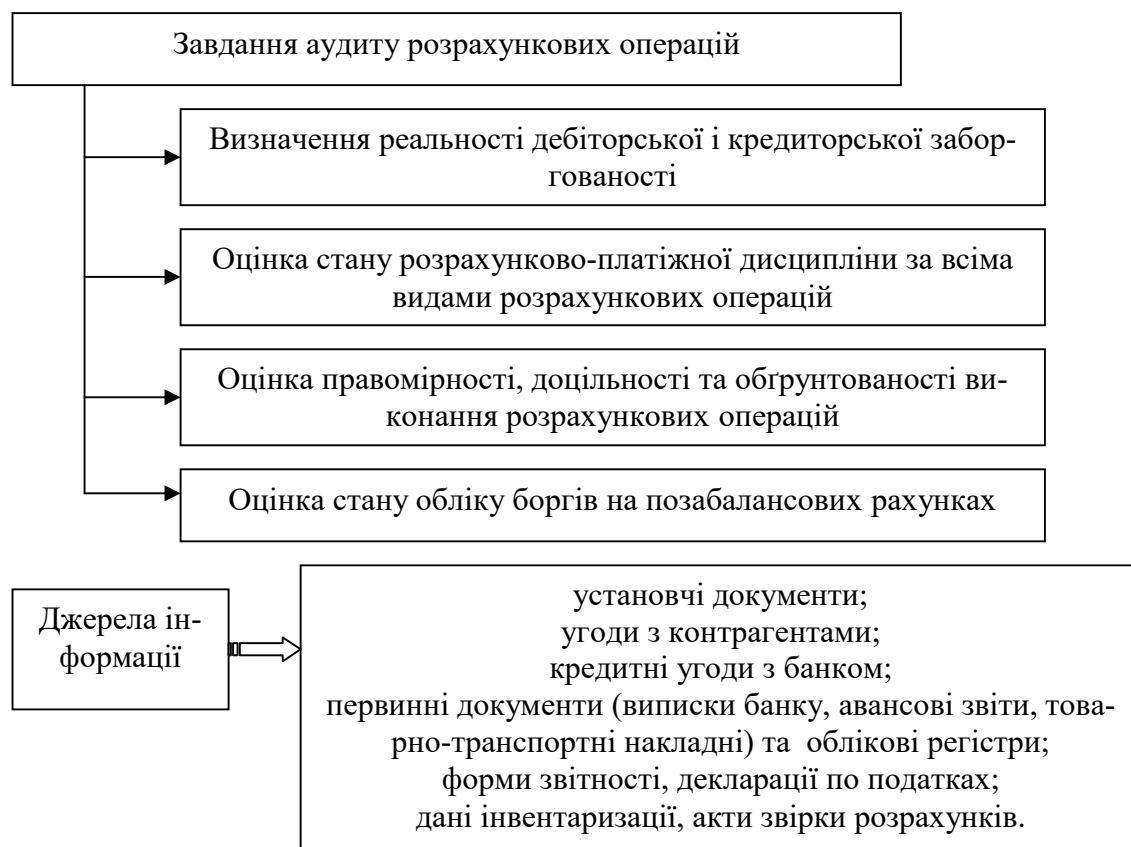 Завдання аудиту розрахункових операцій
Визначення реальності дебіторської і кредиторської забор-
гованості
Оцінка стану розрахунково-платіжної дисципліни за всіма
видами розрахункових операцій
Оцінка правомірності, доцільності та обґрунтованості ви-
конання розрахункових операцій
Оцінка стану обліку боргів на позабалансових рахунках
Джерела ін-
формації
установчі документи;
угоди з контрагентами;
кредитні угоди з банком;
первинні документи (виписки банку, авансові звіти, това-
рно-транспортні накладні) та облікові регістри;
форми звітності, декларації по податках;
дані інвентаризації, акти звірки розрахунків.